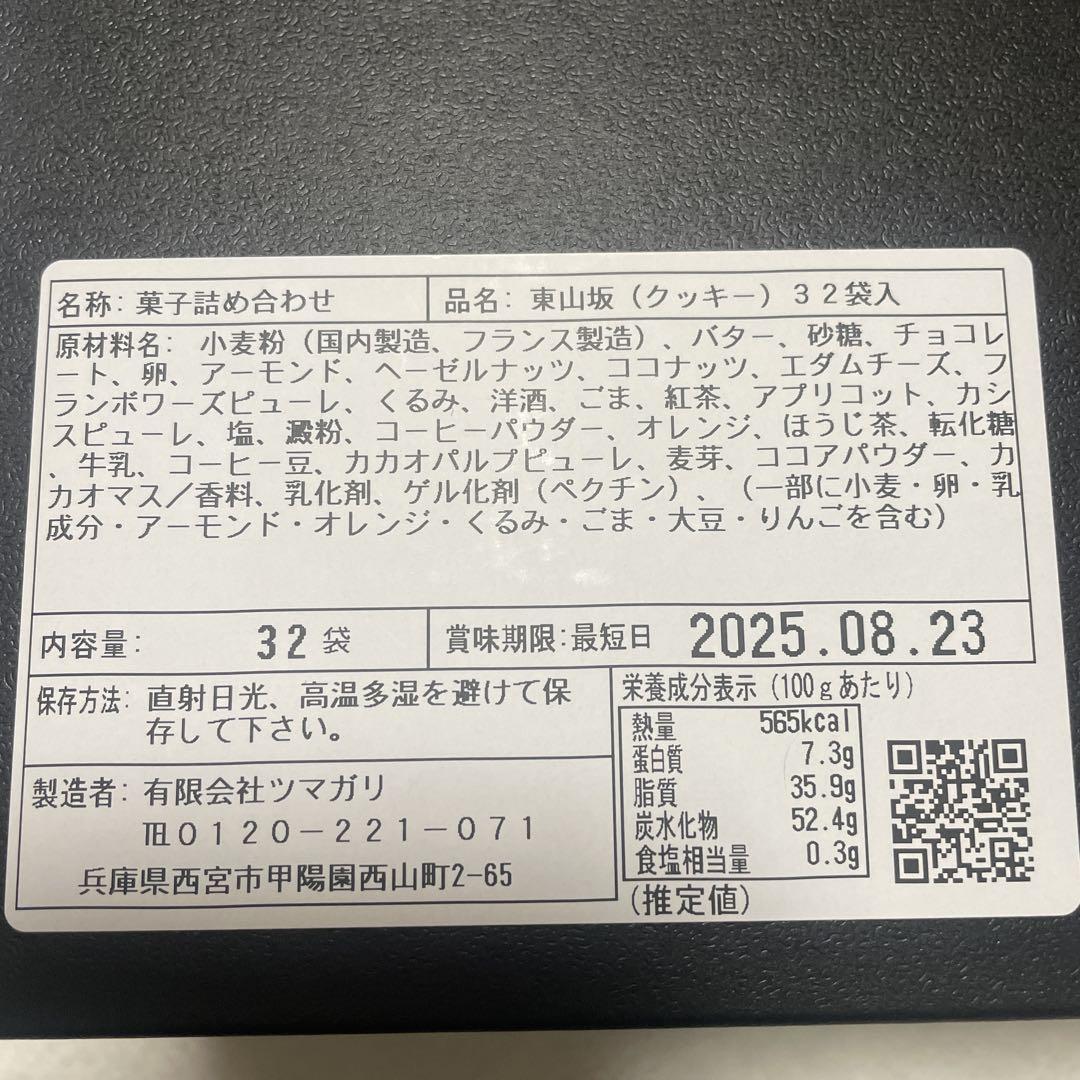 名称: 菓子詰め合わせ
品名: 東山坂（クッキー）３２袋入
原材料名: 小麦粉（国内製造、フランス製造）、バター、砂糖、チョコレ
ート、卵、アーモンド、ヘーゼルナッツ、ココナッツ、エダムチーズ、フ
ランボワーズピューレ、くるみ、洋酒、ごま、紅茶、アプリコット、カシ
スピューレ、塩、澱粉、コーヒーパウダー、オレンジ、ほうじ茶、転化糖
、牛乳、コーヒー豆、カカオパルプピューレ、麦芽、ココアパウダー、カ
カオマス／香料、乳化剤、ゲル化剤（ペクチン）、（一部に小麦・卵・乳
成分・アーモンド・オレンジ・くるみ・ごま・大豆・りんごを含む）
内容量: 32 袋
賞味期限:最短日 2025.08.23
保存方法: 直射日光、高温多湿を避けて保
存して下さい。
製造者: 有限会社ツマガリ
℡０１２０－２２１－０７１
兵庫県西宮市甲陽園西山町2-65
栄養成分表示（100ｇあたり）
熱量 565kcal
蛋白質 7.3g
脂質 35.9g
炭水化物 52.4g
食塩相当量 0.3g
（推定値）